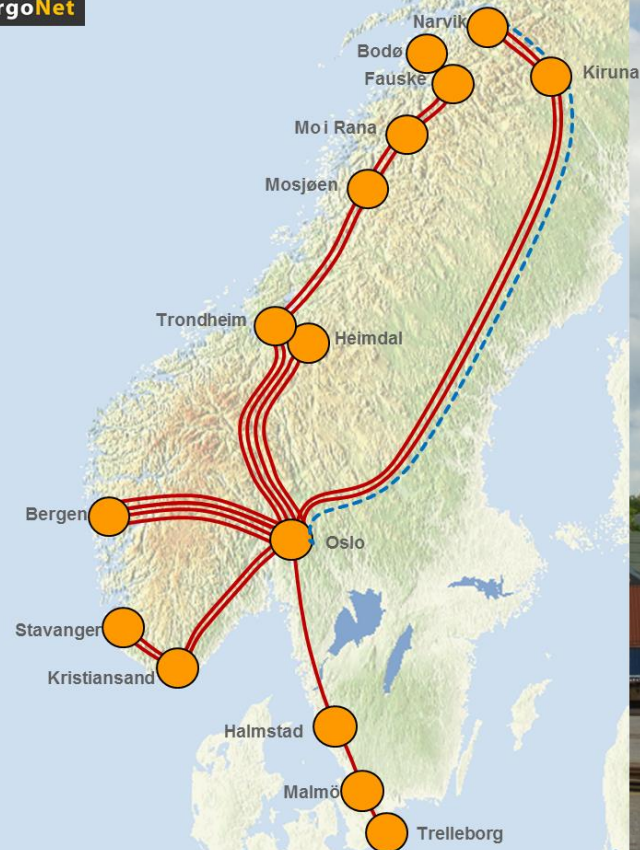 rgoNet
Narvik
Bodø
Kiruna
Fauske
Mo i Rana
Mosjøen
Trondheim
Heimdal
Bergen
Oslo
Stavanger
Kristiansand
Halmstad
Malmö
Trelleborg